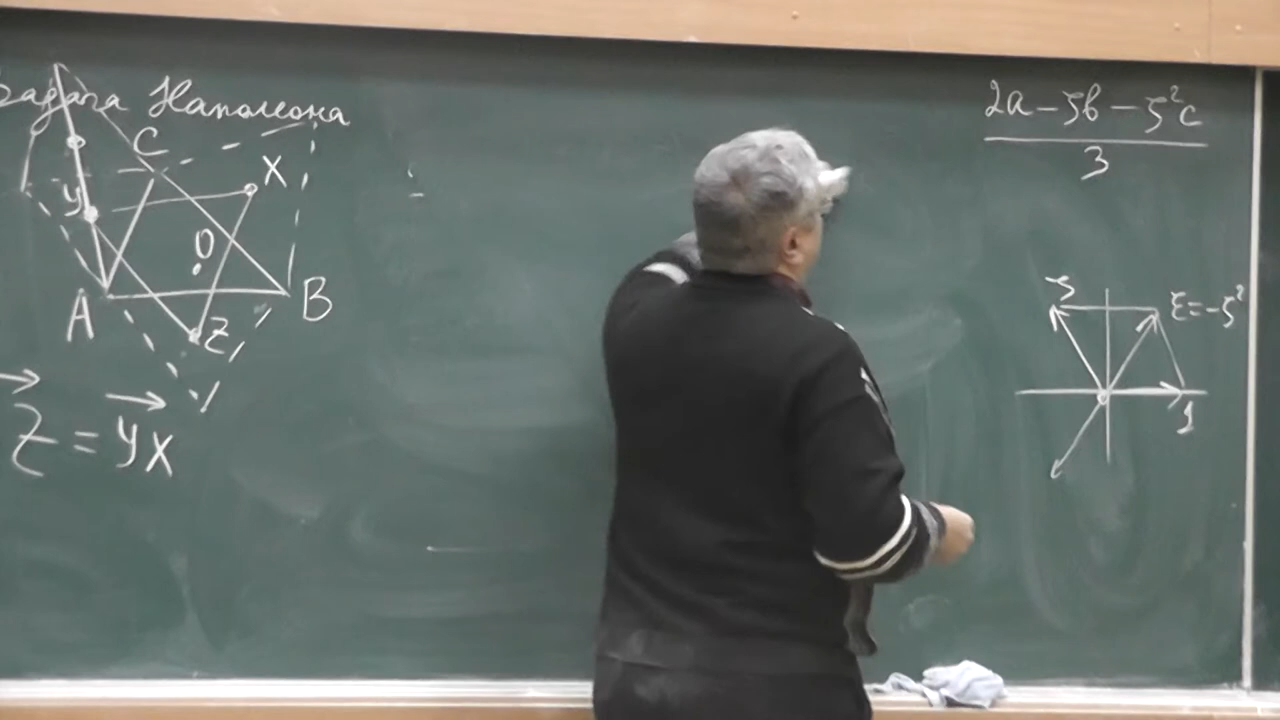 задача Наполеона
C
X
y
O
A
B
Z
Z = yx
2a − ζb − ζ²c
3
ζ
ξ = −ζ²
1